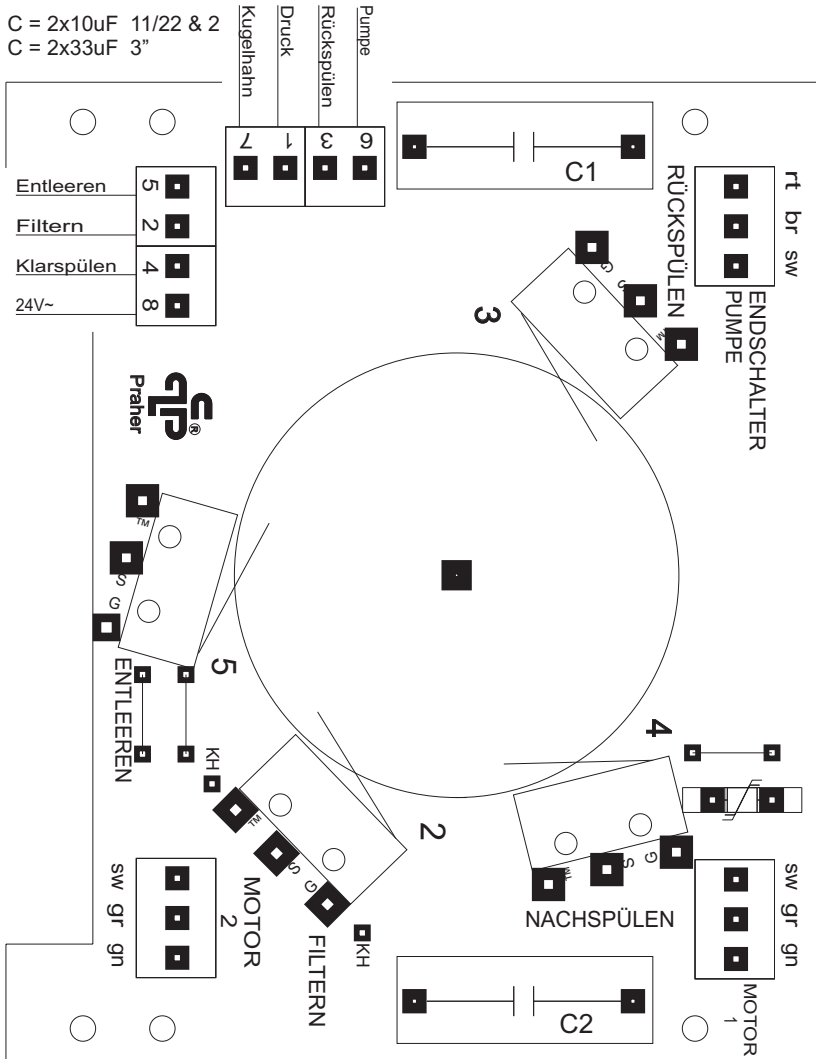 C = 2x10uF 11/22 & 2
C = 2x33uF 3”
Kugelhahn
Druck
Rückspülen
Pumpe
7
1
3
6
C1
Entleeren
5
Filtern
2
Klarspülen
4
24V~
8
RÜCKSPÜLEN
rt
br
sw
ENDSCHALTER
PUMPE
G
S
™
3
Praher
®
™
S
G
5
ENTLEEREN
KH
4
™
S
G
2
™
S
G
NACHSPÜLEN
sw
gr
gn
MOTOR
2
FILTERN
KH
sw
gr
gn
MOTOR
1
C2